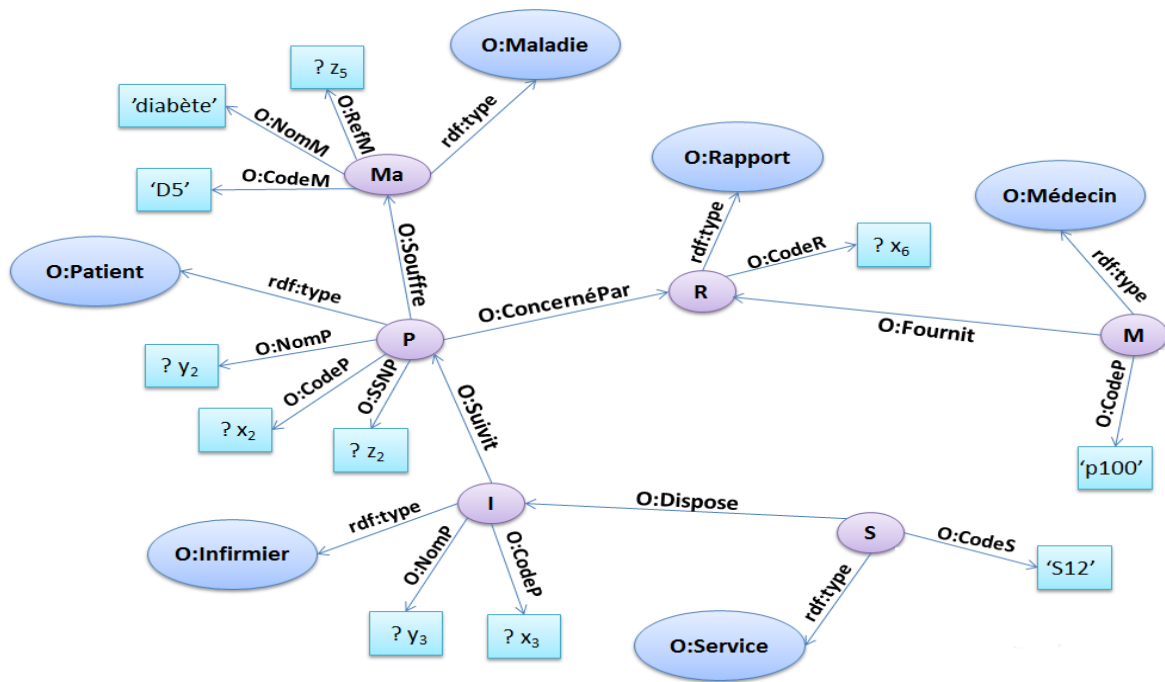 O:Maladie
? z5
'diabète'
O:NomM
O:RefM
rdf:type
O:CodeM
Ma
'D5'
O:Rapport
O:Médecin
O:Souffre
rdf:type
O:CodeR
? x6
rdf:type
O:Patient
rdf:type
O:ConcernéPar
R
O:Fournit
M
O:NomP
P
? y2
O:CodeP
O:SSNP
O:Suivit
O:CodeP
? x2
? z2
'p100'
I
O:Dispose
rdf:type
S
O:CodeS
O:Infirmier
O:NomP
O:CodeP
'S12'
rdf:type
? y3
? x3
O:Service